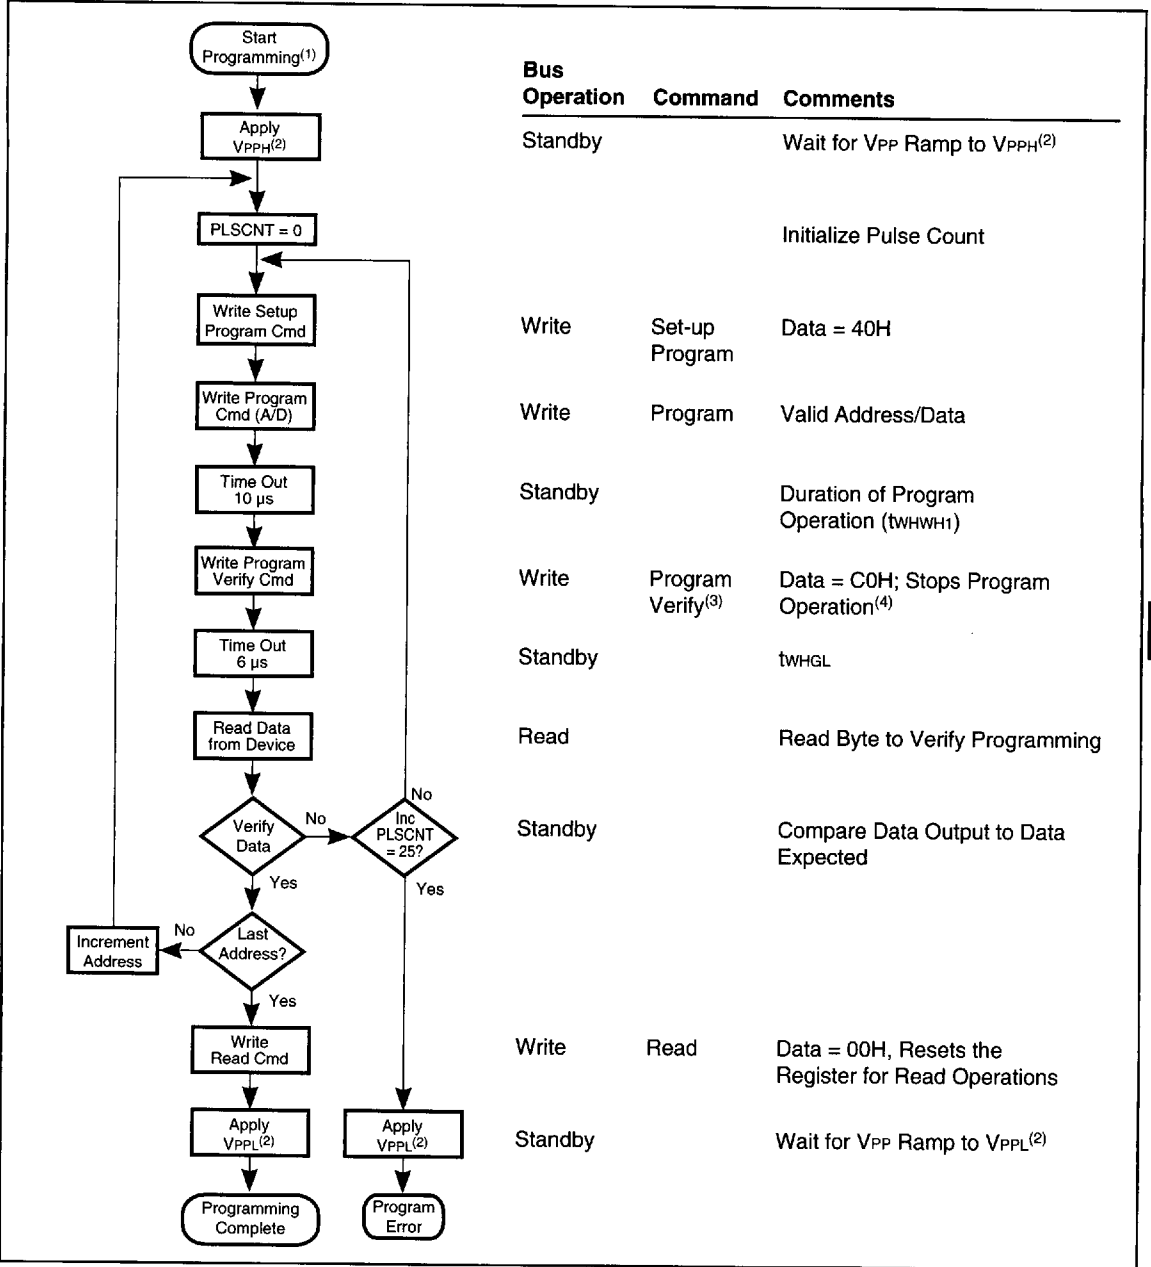 Start
Programming(1)
Apply
VPPH(2)
PLSCNT = 0
Write Setup
Program Cmd
Write Program
Cmd (A/D)
Time Out
10 µs
Write Program
Verify Cmd
Time Out
6 µs
Read Data
from Device
Verify
Data
No
Yes
Inc
PLSCNT
= 25?
No
Yes
Last
Address?
No
Yes
Increment
Address
Write
Read Cmd
Apply
VPPL(2)
Programming
Complete
Apply
VPPL(2)
Program
Error
Bus
Operation Command Comments
Standby Wait for VPP Ramp to VPPH(2)
Initialize Pulse Count
Write Set-up Data = 40H
Program
Write Program Valid Address/Data
Standby Duration of Program
Operation (tWHWH1)
Write Program Data = C0H; Stops Program
Verify(3) Operation(4)
Standby tWHGL
Read Read Byte to Verify Programming
Standby Compare Data Output to Data
Expected
Write Read Data = 00H, Resets the
Register for Read Operations
Standby Wait for VPP Ramp to VPPL(2)